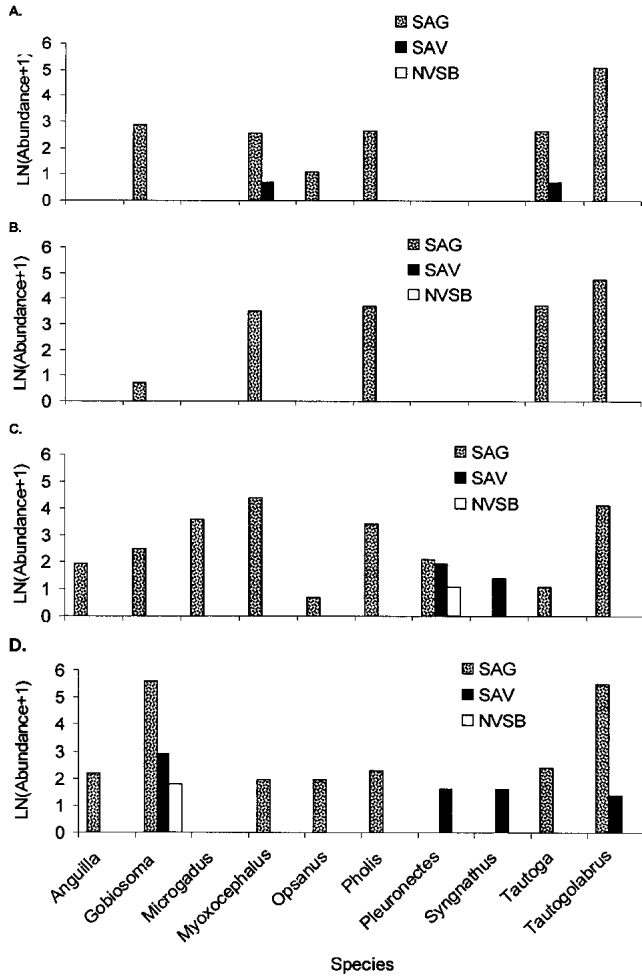 A.
SAG
SAV
NVSB
LN(Abundance+1)
6
5
4
3
2
1
0
B.
SAG
SAV
NVSB
LN(Abundance+1)
6
5
4
3
2
1
0
C.
SAG
SAV
NVSB
LN(Abundance+1)
6
5
4
3
2
1
0
D.
SAG
SAV
NVSB
LN(Abundance+1)
6
5
4
3
2
1
0
Anguilla
Gobiosoma
Microgadus
Myoxocephalus
Opsanus
Pholis
Pleuronectes
Syngnathus
Tautoga
Tautogolabrus
Species